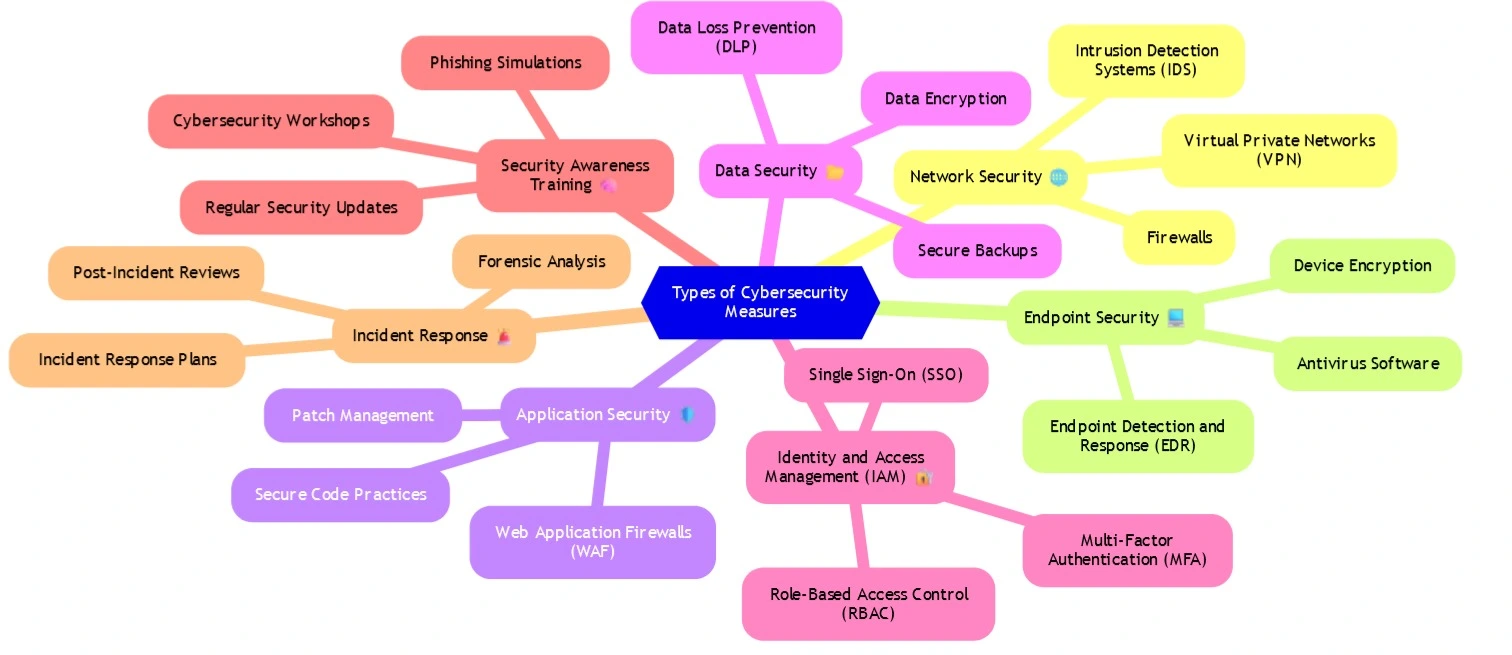 Types of Cybersecurity
Measures
Data Security
Data Loss Prevention
(DLP)
Data Encryption
Secure Backups
Network Security
Intrusion Detection
Systems (IDS)
Virtual Private Networks
(VPN)
Firewalls
Endpoint Security
Device Encryption
Antivirus Software
Endpoint Detection and
Response (EDR)
Identity and Access
Management (IAM)
Single Sign-On (SSO)
Multi-Factor
Authentication (MFA)
Role-Based Access Control
(RBAC)
Application Security
Patch Management
Secure Code Practices
Web Application Firewalls
(WAF)
Incident Response
Forensic Analysis
Post-Incident Reviews
Incident Response Plans
Security Awareness
Training
Phishing Simulations
Cybersecurity Workshops
Regular Security Updates